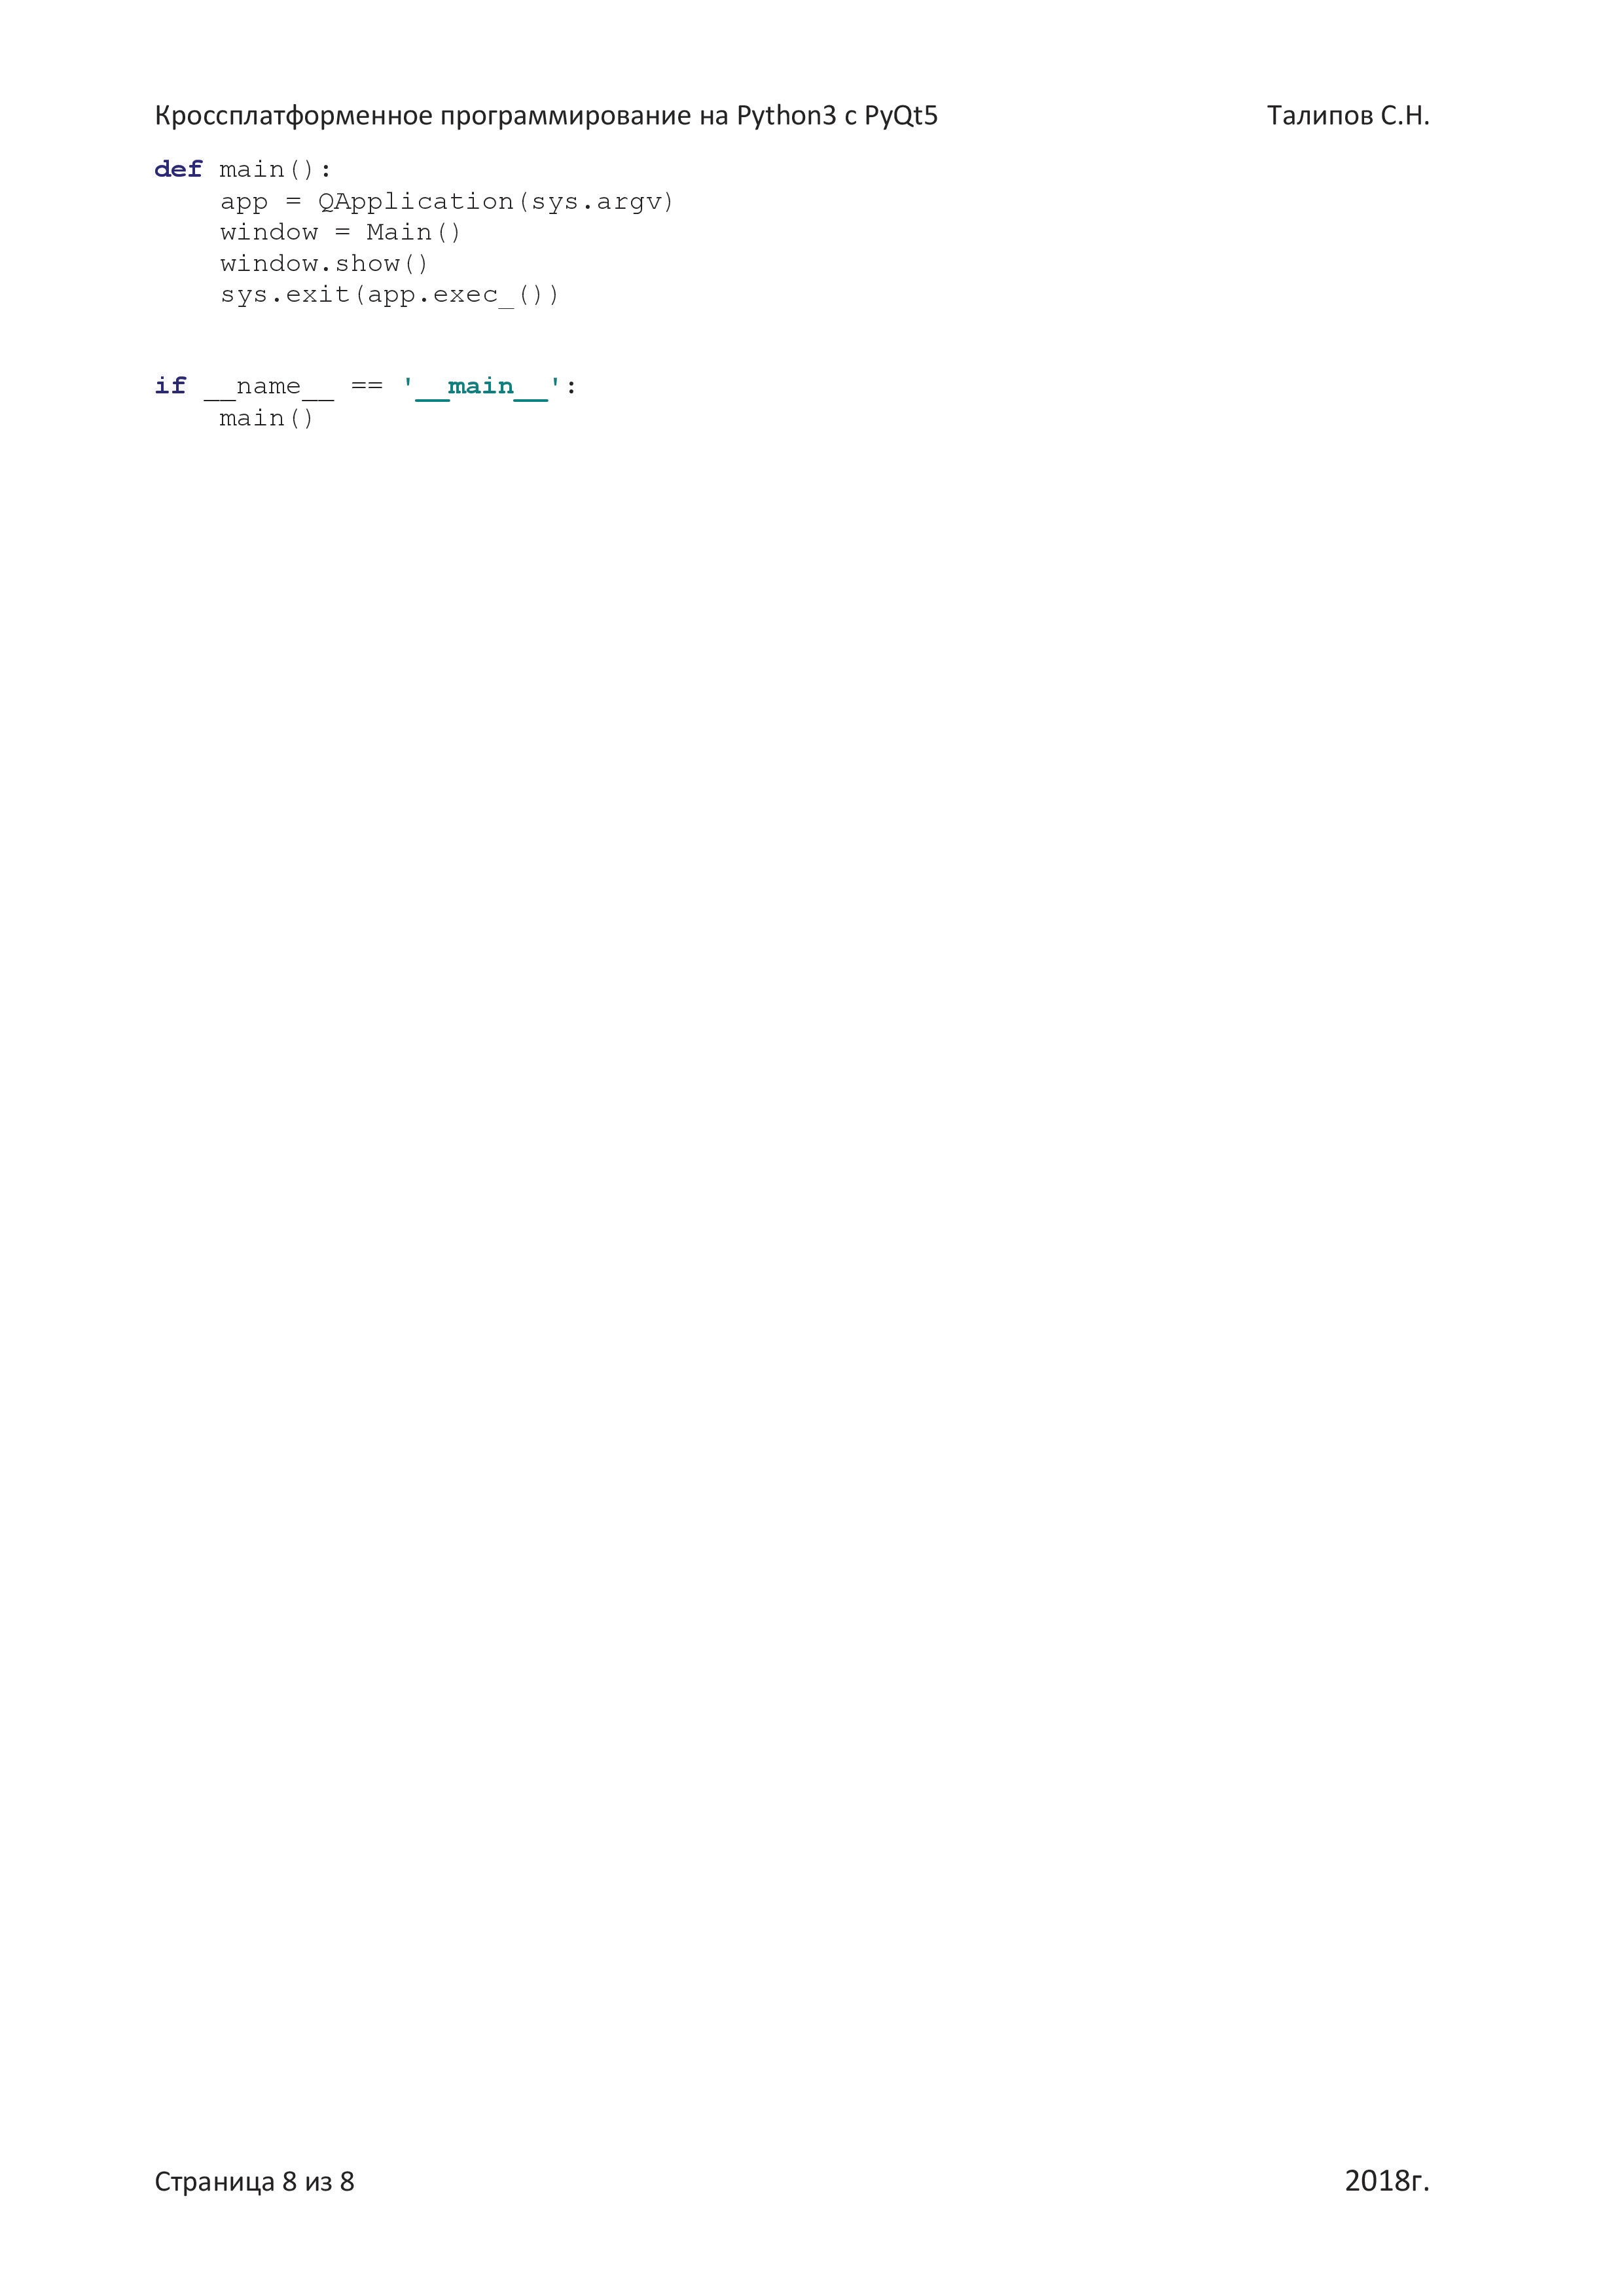 Кроссплатформенное программирование на Python3 с PyQt5 Талипов С.Н.
def main():
    app = QApplication(sys.argv)
    window = Main()
    window.show()
    sys.exit(app.exec_())
if __name__ == '__main__':
    main()
Страница 8 из 8 2018г.